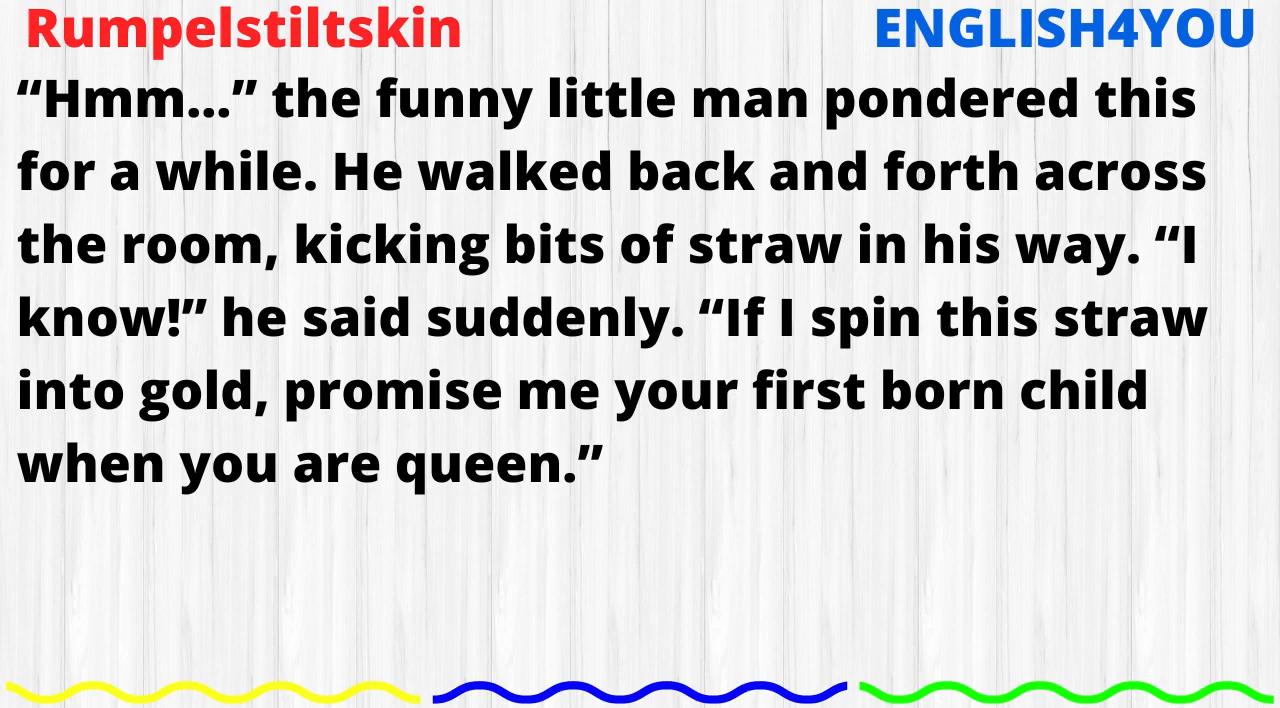 Rumpelstiltskin
ENGLISH4YOU
“Hmm...” the funny little man pondered this
for a while. He walked back and forth across
the room, kicking bits of straw in his way. “I
know!” he said suddenly. “If I spin this straw
into gold, promise me your first born child
when you are queen.”